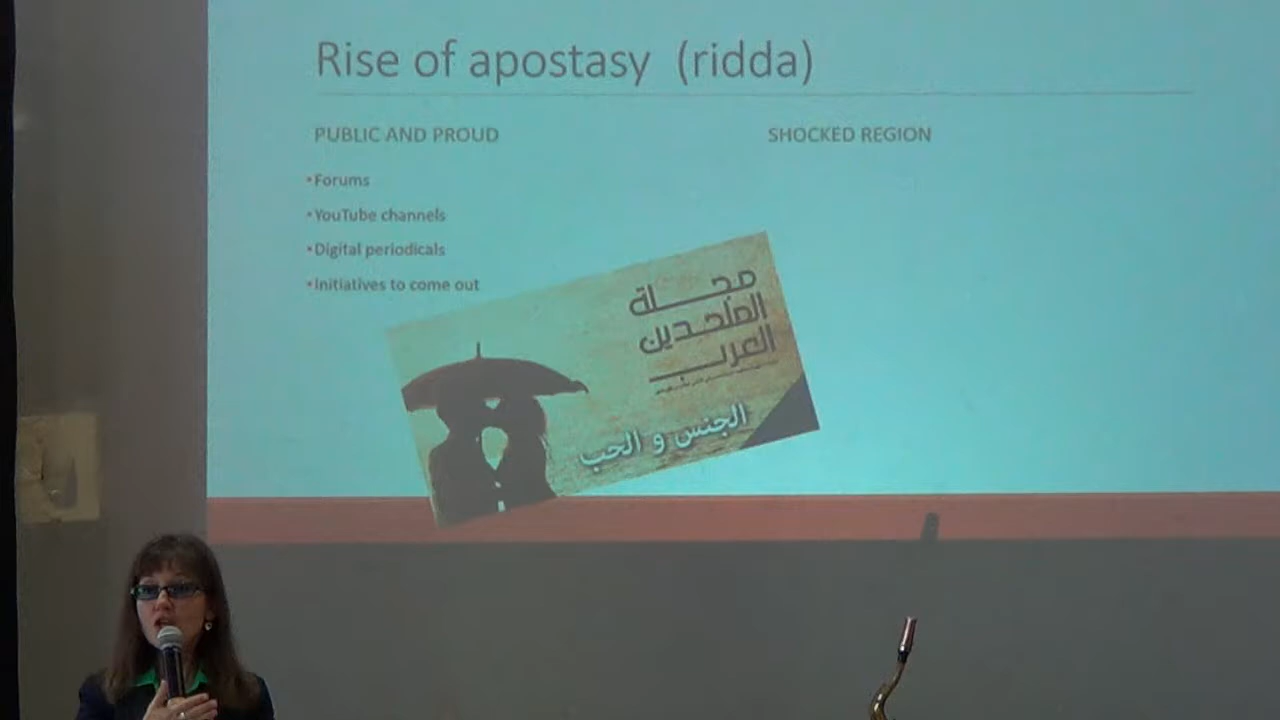 Rise of apostasy (ridda)
PUBLIC AND PROUD
SHOCKED REGION
•Forums
•YouTube channels
•Digital periodicals
•Initiatives to come out
مجلة
الملحدين
العرب
الجنس و الحب